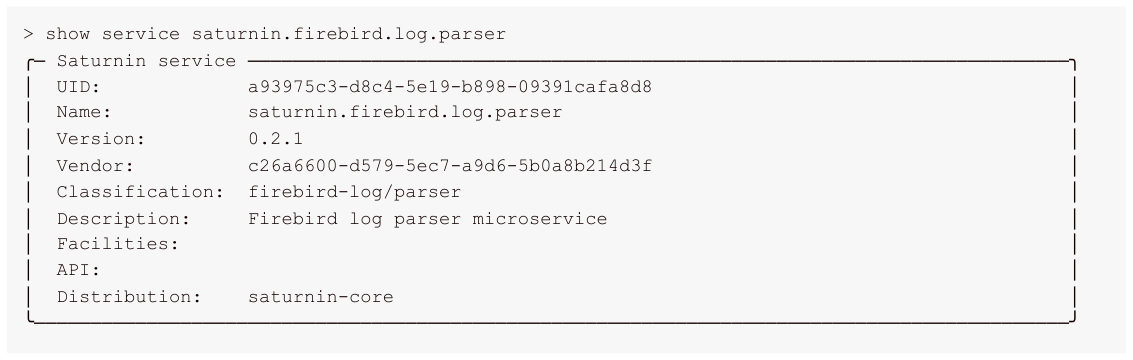 > show service saturnin.firebird.log.parser
Saturnin service
UID: a93975c3-d8c4-5e19-b898-09391cafa8d8
Name: saturnin.firebird.log.parser
Version: 0.2.1
Vendor: c26a6600-d579-5ec7-a9d6-5b0a8b214d3f
Classification: firebird-log/parser
Description: Firebird log parser microservice
Facilities:
API:
Distribution: saturnin-core